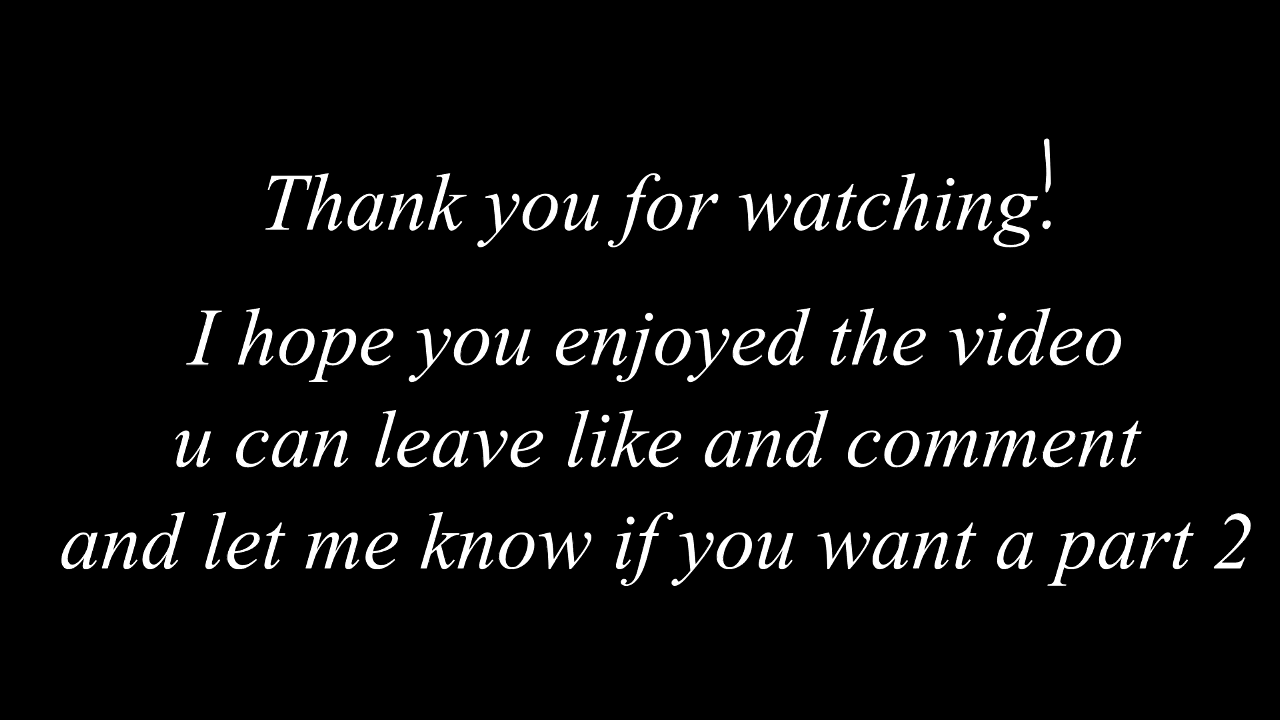 Thank you for watching!
I hope you enjoyed the video
u can leave like and comment
and let me know if you want a part 2